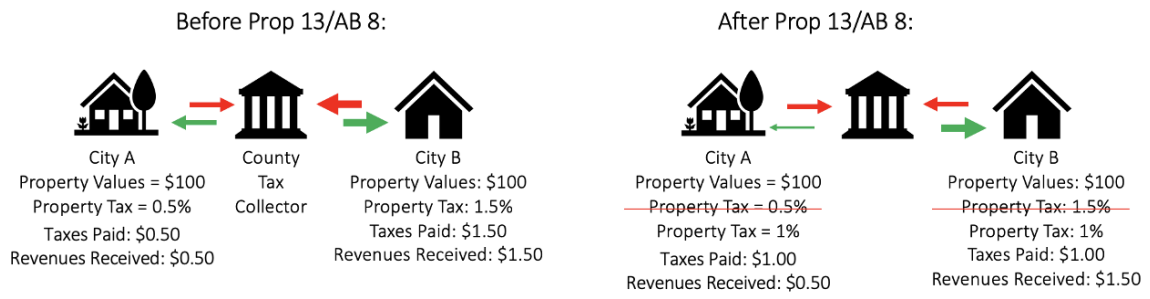 Before Prop 13/AB 8:
City A
Property Values = $100
Property Tax = 0.5%
Taxes Paid: $0.50
Revenues Received: $0.50
County
Tax
Collector
City B
Property Values: $100
Property Tax: 1.5%
Taxes Paid: $1.50
Revenues Received: $1.50
After Prop 13/AB 8:
City A
Property Values = $100
Property Tax = 0.5%
Property Tax = 1%
Taxes Paid: $1.00
Revenues Received: $0.50
City B
Property Values: $100
Property Tax: 1.5%
Property Tax: 1%
Taxes Paid: $1.00
Revenues Received: $1.50